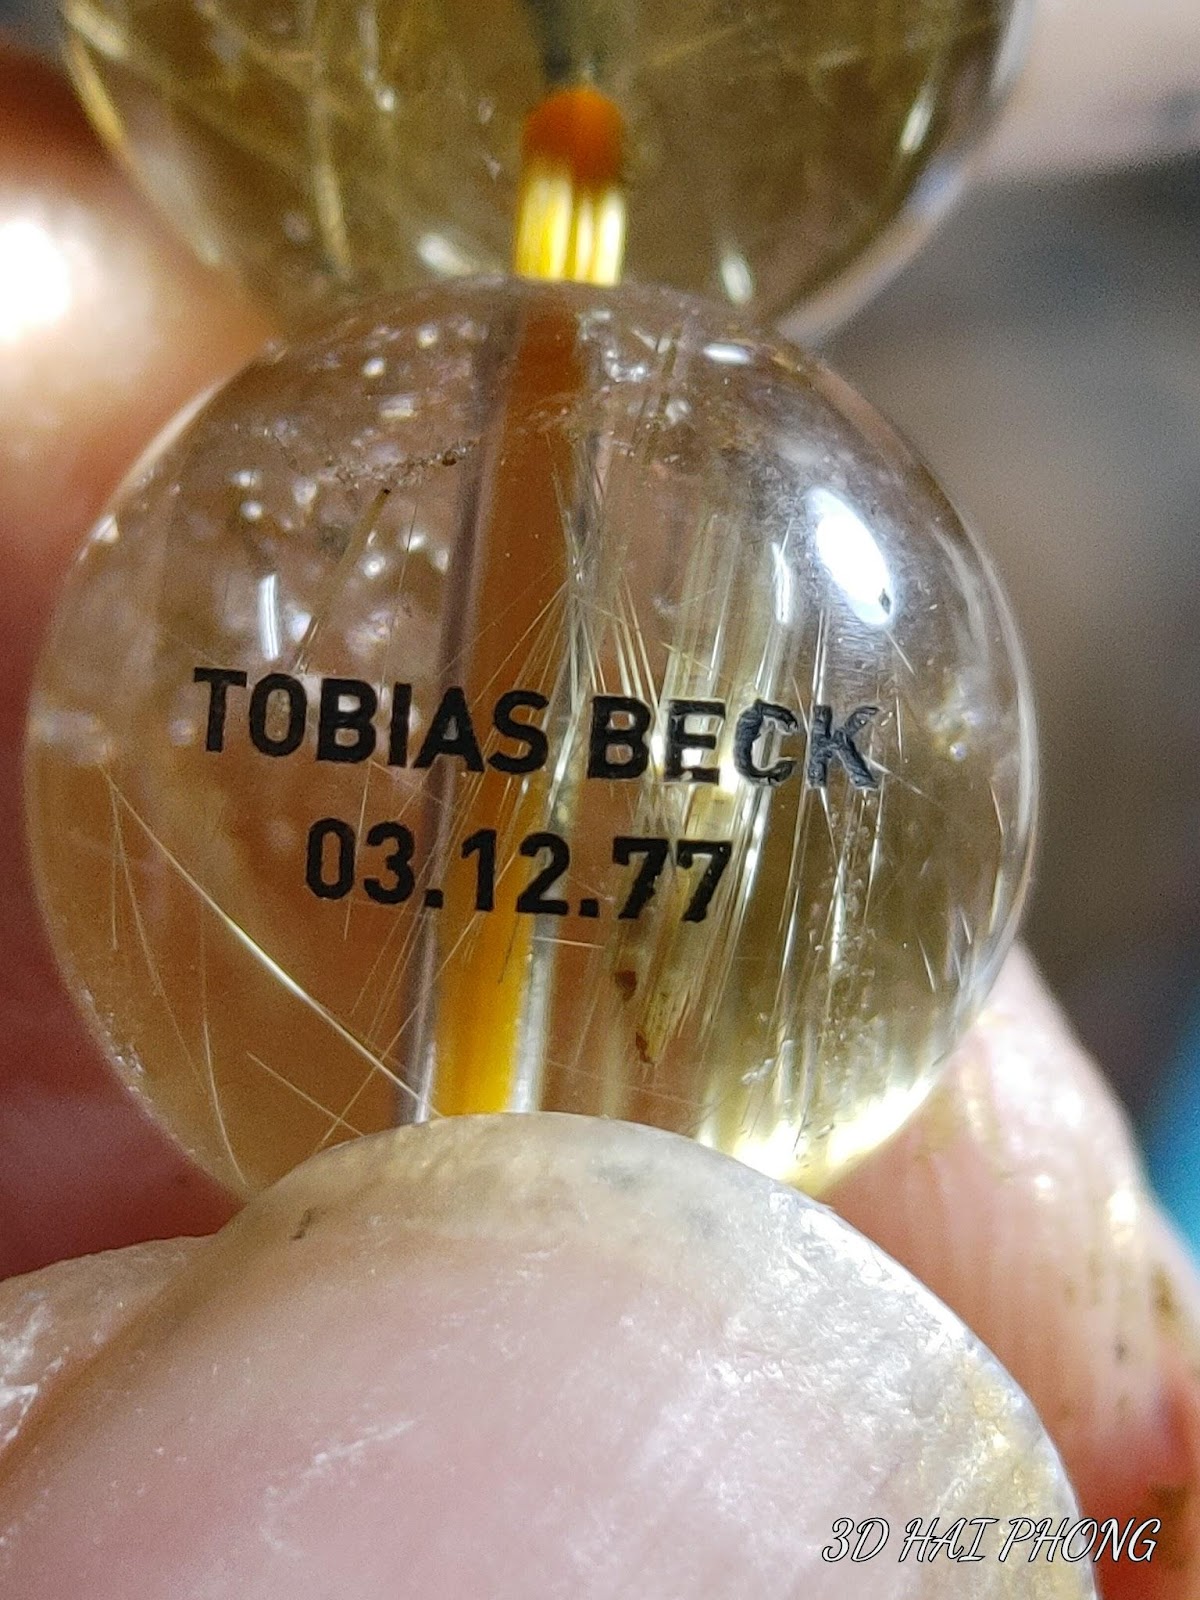 TOBIAS BECK
03.12.77
3D HAI PHONG